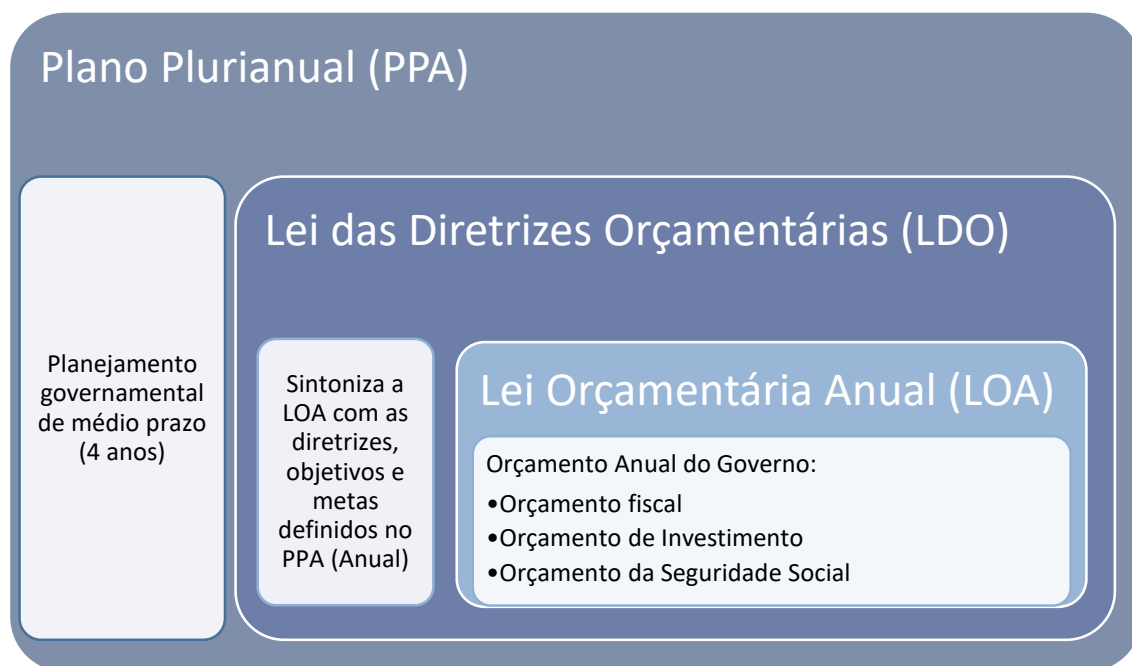 Plano Plurianual (PPA)
Planejamento
governamental
de médio prazo
(4 anos)
Lei das Diretrizes Orçamentárias (LDO)
Sintoniza a
LOA com as
diretrizes,
objetivos e
metas
definidos no
PPA (Anual)
Lei Orçamentária Anual (LOA)
Orçamento Anual do Governo:
•Orçamento fiscal
•Orçamento de Investimento
•Orçamento da Seguridade Social